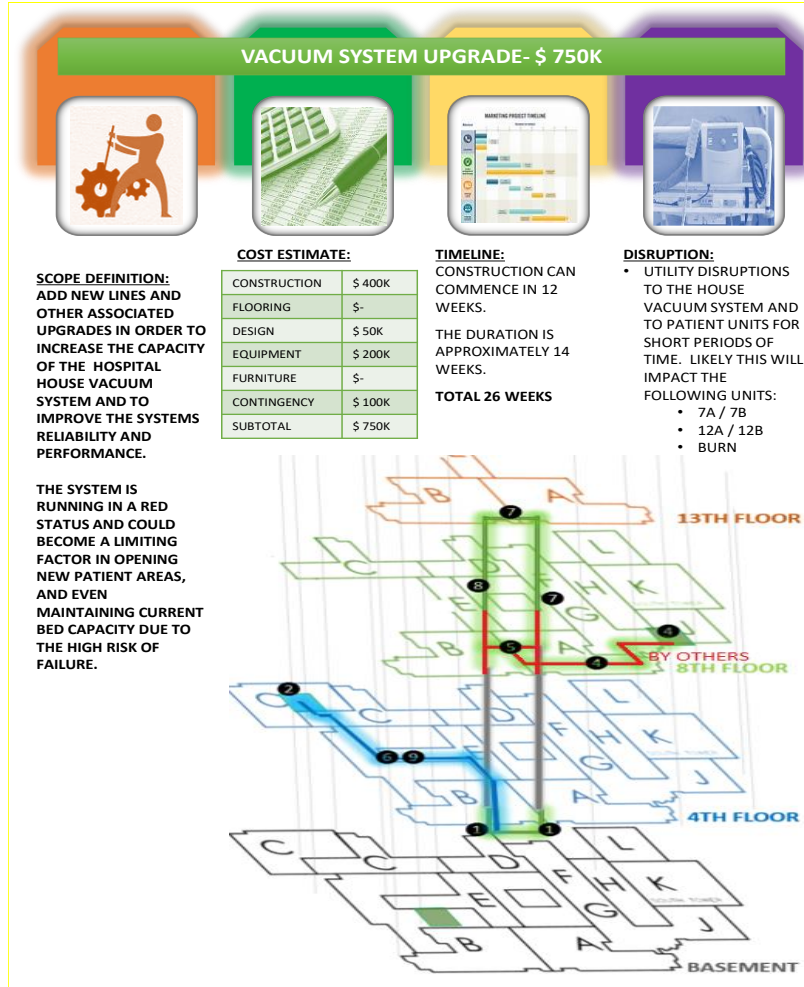 VACUUM SYSTEM UPGRADE- $ 750K
MARKETING PROJECT TIMELINE
SCOPE DEFINITION:
ADD NEW LINES AND
OTHER ASSOCIATED
UPGRADES IN ORDER TO
INCREASE THE CAPACITY
OF THE HOSPITAL
HOUSE VACUUM
SYSTEM AND TO
IMPROVE THE SYSTEMS
RELIABILITY AND
PERFORMANCE.
THE SYSTEM IS
RUNNING IN A RED
STATUS AND COULD
BECOME A LIMITING
FACTOR IN OPENING
NEW PATIENT AREAS,
AND EVEN
MAINTAINING CURRENT
BED CAPACITY DUE TO
THE HIGH RISK OF
FAILURE.
COST ESTIMATE:
CONSTRUCTION $ 400K
FLOORING $-
DESIGN $ 50K
EQUIPMENT $ 200K
FURNITURE $-
CONTINGENCY $ 100K
SUBTOTAL $ 750K
TIMELINE:
CONSTRUCTION CAN
COMMENCE IN 12
WEEKS.
THE DURATION IS
APPROXIMATELY 14
WEEKS.
TOTAL 26 WEEKS
DISRUPTION:
• UTILITY DISRUPTIONS
TO THE HOUSE
VACUUM SYSTEM AND
TO PATIENT UNITS FOR
SHORT PERIODS OF
TIME. LIKELY THIS WILL
IMPACT THE
FOLLOWING UNITS:
• 7A / 7B
• 12A / 12B
• BURN
B A
7
13TH FLOOR
L
C D
8 E F H K
7
G
4 J
5
B A 4
BY OTHERS
8TH FLOOR
2
C C D L
F
H K
6 9 E
G
B A J
4TH FLOOR
1 1
C C D L
F
E H K
G
B A J
BASEMENT